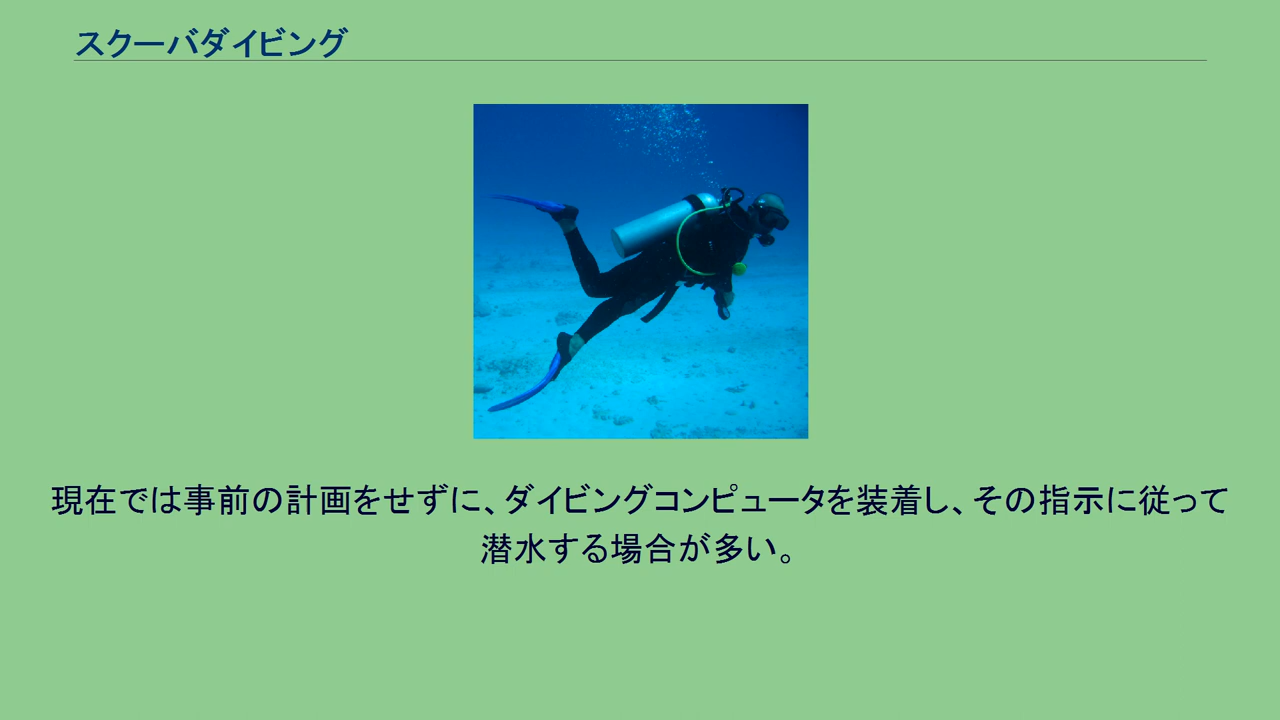 スクーバダイビング
現在では事前の計画をせずに、ダイビングコンピュータを装着し、その指示に従って
潜水する場合が多い。